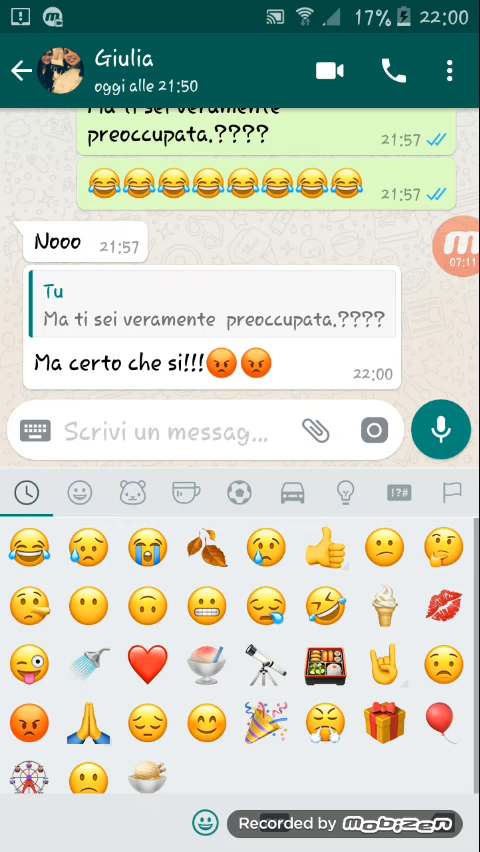 17% 22:00
Giulia
oggi alle 21:50
Ma ti sei veramente
preoccupata.???? 21:57
😂😂😂😂😂😂😂😂 21:57
Nooo 21:57
07:11
Tu
Ma ti sei veramente preoccupata.????
Ma certo che si!!!😡😡
22:00
Scrivi un messag...
!?#
Recorded by mobizen